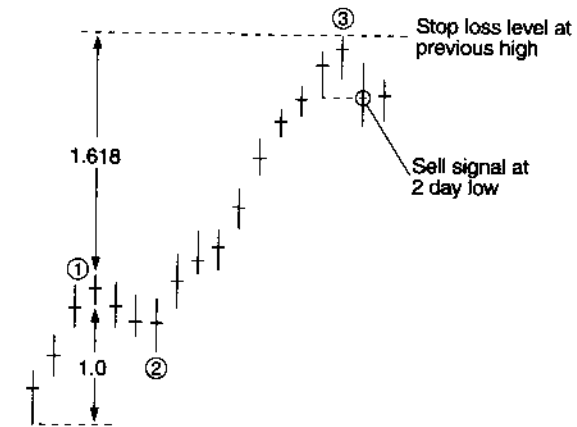 ③
Stop loss level at
previous high
1.618
Sell signal at
2 day low
①
1.0
②